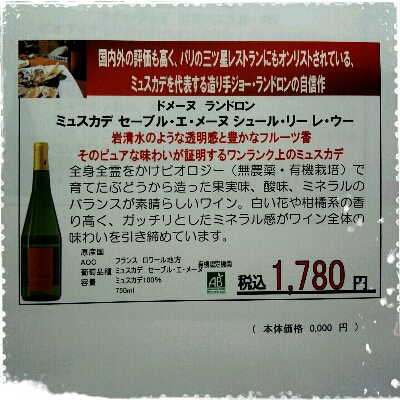 国内外の評価も高く、パリの三ツ星レストランにもオンリストされている、
ミュスカデを代表する造り手ジョー・ランドロンの自信作
ドメーヌ ランドロン
ミュスカデ セーブル・エ・メーヌ シュール・リー レ・ウー
岩清水のような透明感と豊かなフルーツ香
そのピュアな味わいが証明するワンランク上のミュスカデ
全身全霊をかけビオロジー（無農薬・有機栽培）で
育てたぶどうから造った果実味、酸味、ミネラルの
バランスが素晴らしいワイン。白い花や柑橘系の香
り高く、ガッチリとしたミネラル感がワイン全体の
味わいを引き締めています。
原産国 フランス ロワール地方
AOC ミュスカデ セーブル・エ・メーヌ
葡萄品種 ミュスカデ100%
容量 750ml
有機認定機関
AB
税込 1,780 円
（ 本体価格 0,000 円 ）